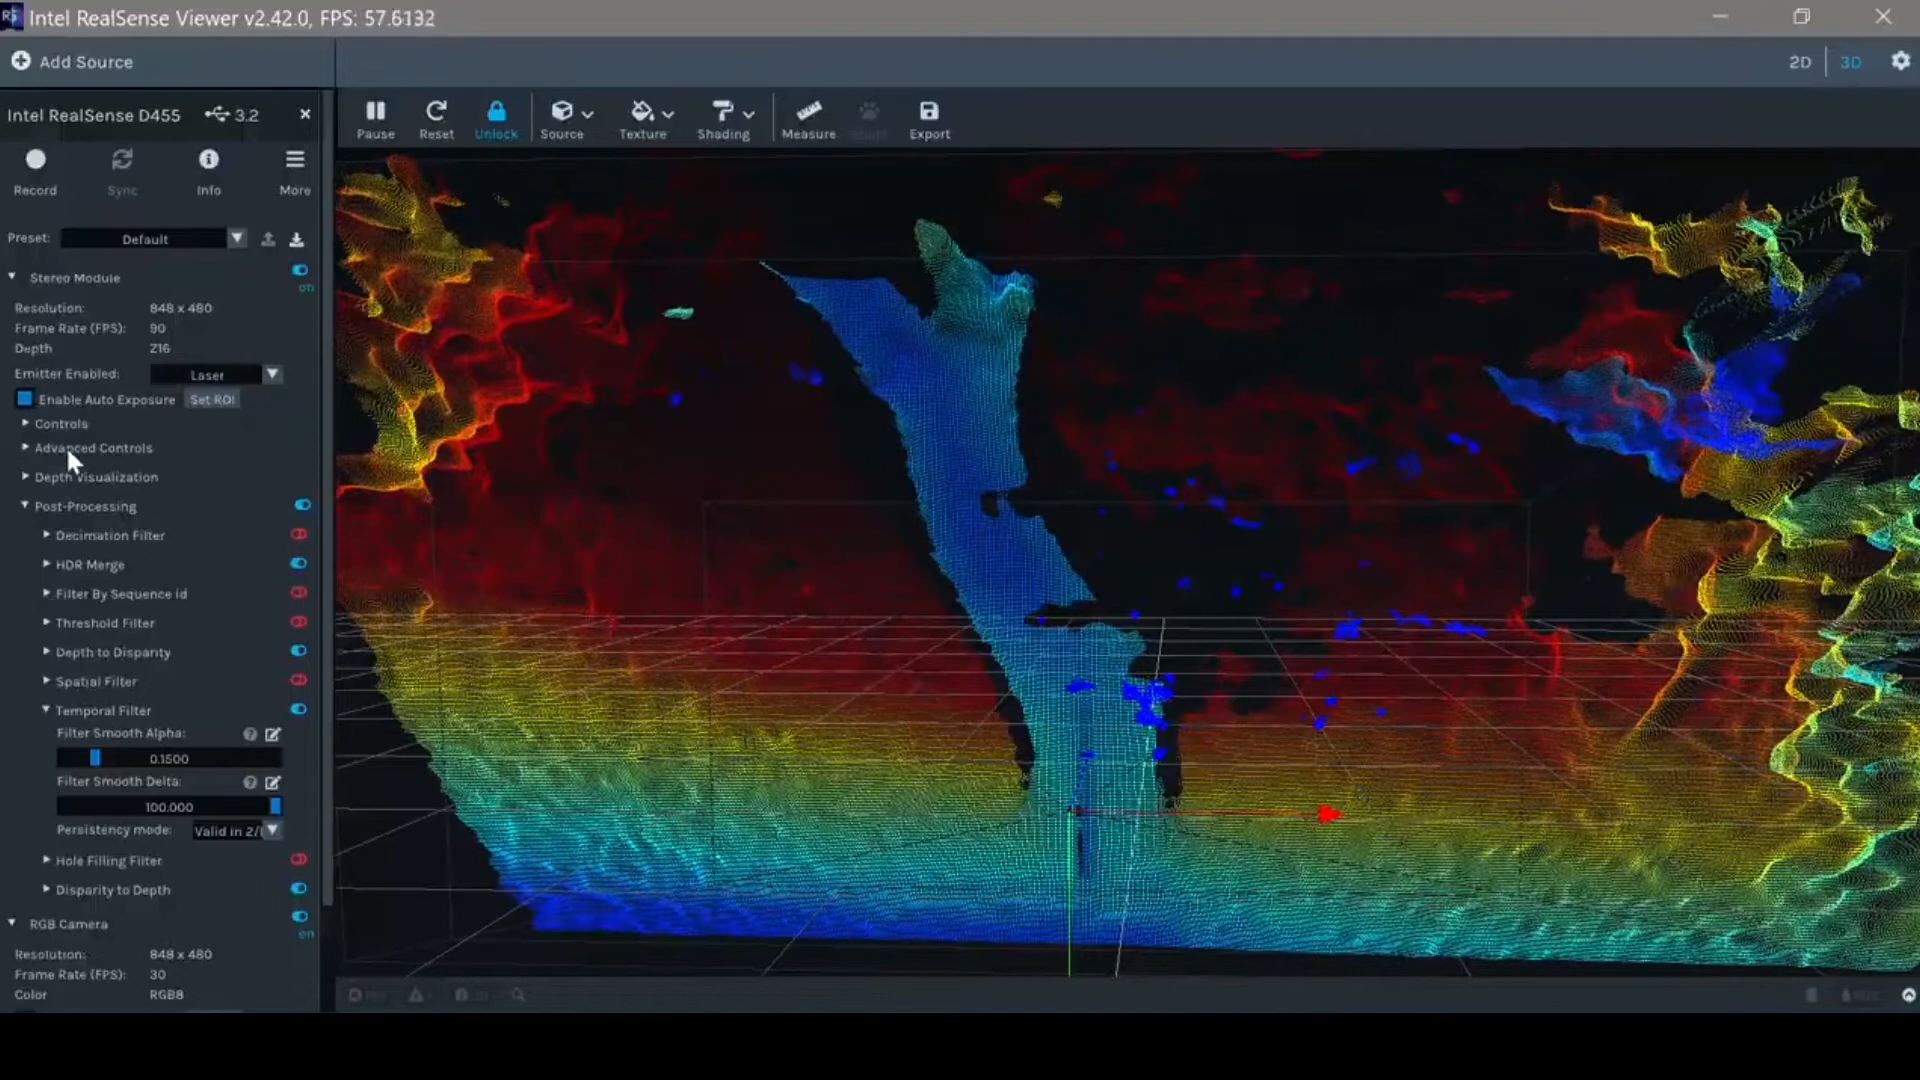 Intel RealSense Viewer v2.42.0, FPS: 57.6132
Add Source
2D
3D
Intel RealSense D455
3.2
Pause
Reset
Unlock
Source
Texture
Shading
Measure
Export
Record
Sync
Info
More
Preset:
Default
Stereo Module
on
Resolution: 848 x 480
Frame Rate (FPS): 90
Depth Z16
Emitter Enabled: Laser
Enable Auto Exposure
Set ROI
Controls
Advanced Controls
Depth Visualization
Post-Processing
Decimation Filter
HDR Merge
Filter By Sequence id
Threshold Filter
Depth to Disparity
Spatial Filter
Temporal Filter
Filter Smooth Alpha:
0.1500
Filter Smooth Delta:
100.000
Persistency mode: Valid in 2/
Hole Filling Filter
Disparity to Depth
RGB Camera
on
Resolution: 848 x 480
Frame Rate (FPS): 30
Color RGB8